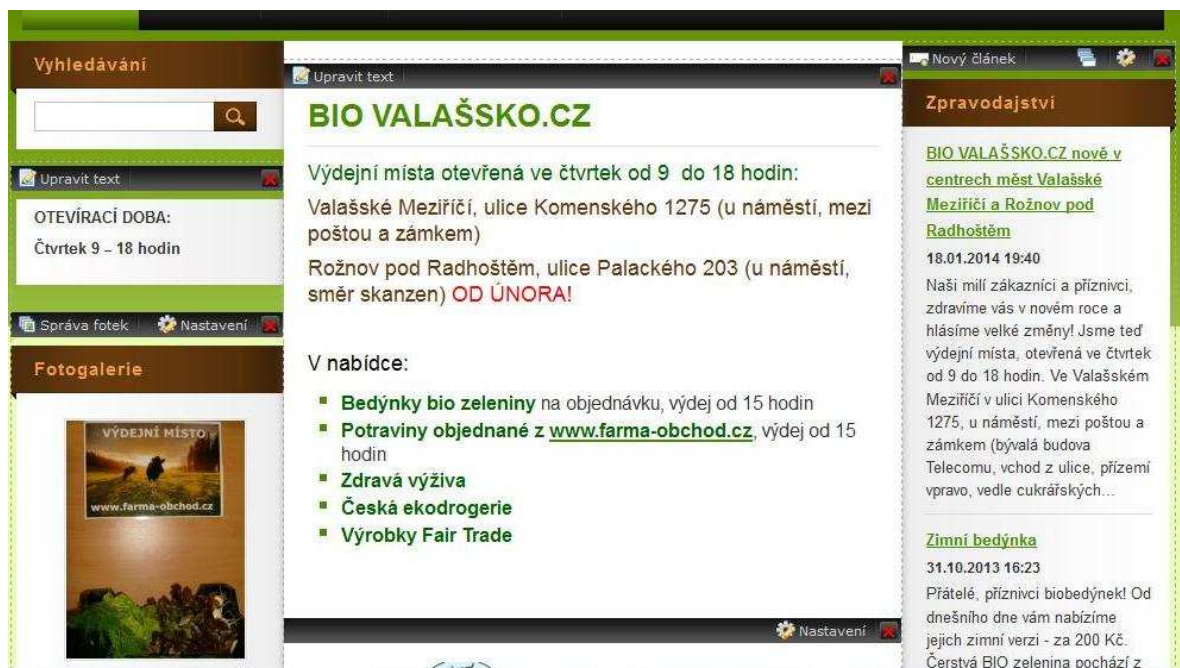 Vyhledávání
Upravit text
OTEVÍRACÍ DOBA:
Čtvrtek 9 – 18 hodin
Správa fotek Nastavení
Fotogalerie
VÝDEJNÍ MÍSTO
www.farma-obchod.cz
Upravit text
BIO VALAŠSKO.CZ
Výdejní místa otevřená ve čtvrtek od 9 do 18 hodin:
Valašské Meziříčí, ulice Komenského 1275 (u náměstí, mezi
poštou a zámkem)
Rožnov pod Radhoštěm, ulice Palackého 203 (u náměstí,
směr skanzen) OD ÚNORA!
V nabídce:
Bedýnky bio zeleniny na objednávku, výdej od 15 hodin
Potraviny objednané z www.farma-obchod.cz, výdej od 15
hodin
Zdravá výživa
Česká ekodrogerie
Výrobky Fair Trade
Nastavení
Nový článek
Zpravodajství
BIO VALAŠSKO.CZ nově v
centrech měst Valašské
Meziříčí a Rožnov pod
Radhoštěm
18.01.2014 19:40
Naši milí zákazníci a příznivci,
zdravíme vás v novém roce a
hlásíme velké změny! Jsme teď
výdejní místa, otevřená ve čtvrtek
od 9 do 18 hodin. Ve Valašském
Meziříčí v ulici Komenského
1275, u náměstí, mezi poštou a
zámkem (bývalá budova
Telecomu, vchod z ulice, přízemí
vpravo, vedle cukrářských...
Zimní bedýnka
31.10.2013 16:23
Přátelé, příznivci biobedýnek! Od
dnešního dne vám nabízíme
jejich zimní verzi - za 200 Kč.
Čerstvá BIO zelenina pochází z